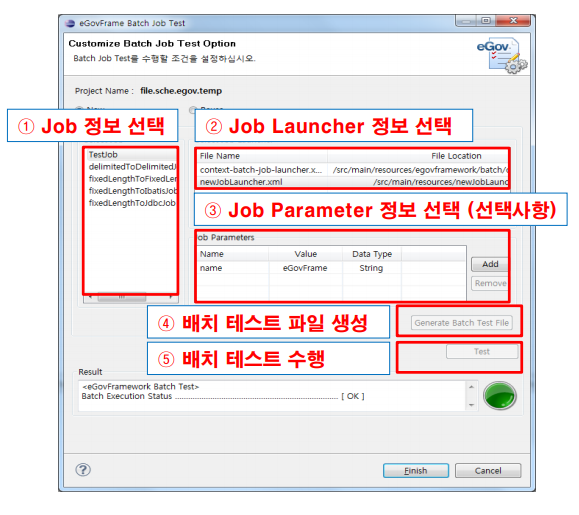 eGovFrame Batch Job Test
Customize Batch Job Test Option
Batch Job Test를 수행할 조건을 설정하십시오.
eGov
Project Name : file.sche.egov.temp
① Job 정보 선택
② Job Launcher 정보 선택
TestJob
delimitedToDelimitedJ
fixedLengthToFixedLen
fixedLengthToIbatisJob
fixedLengthToJdbcJob
File Name File Location
context-batch-job-launcher.x... /src/main/resources/egovframework/batch/
newJobLauncher.xml /src/main/resources/newJobLaunc
③ Job Parameter 정보 선택 (선택사항)
Job Parameters
Name Value Data Type
name eGovFrame String
Add
Remove
④ 배치 테스트 파일 생성
Generate Batch Test File
⑤ 배치 테스트 수행
Test
Result
<eGovFramework Batch Test>
Batch Execution Status ................................................................................ [ OK ]
Finish
Cancel